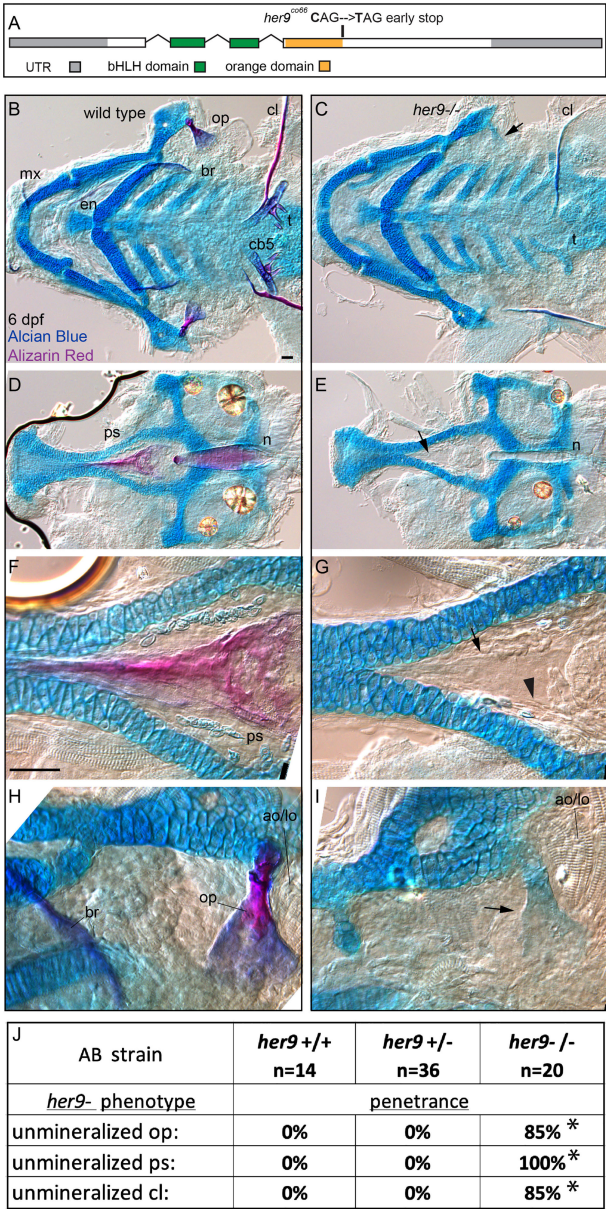 A
her9co66 CAG-->TAG early stop
UTR bHLH domain orange domain
B
wild type
op
cl
mx
br
en
t
cb5
6 dpf
Alcian Blue
Alizarin Red
C
her9-/-
cl
t
D
ps
n
E
n
F
ps
G
H
ao/lo
br
op
I
ao/lo
J
AB strain her9 +/+ her9 +/- her9- /-
n=14 n=36 n=20
her9- phenotype penetrance
unmineralized op: 0% 0% 85% *
unmineralized ps: 0% 0% 100% *
unmineralized cl: 0% 0% 85% *